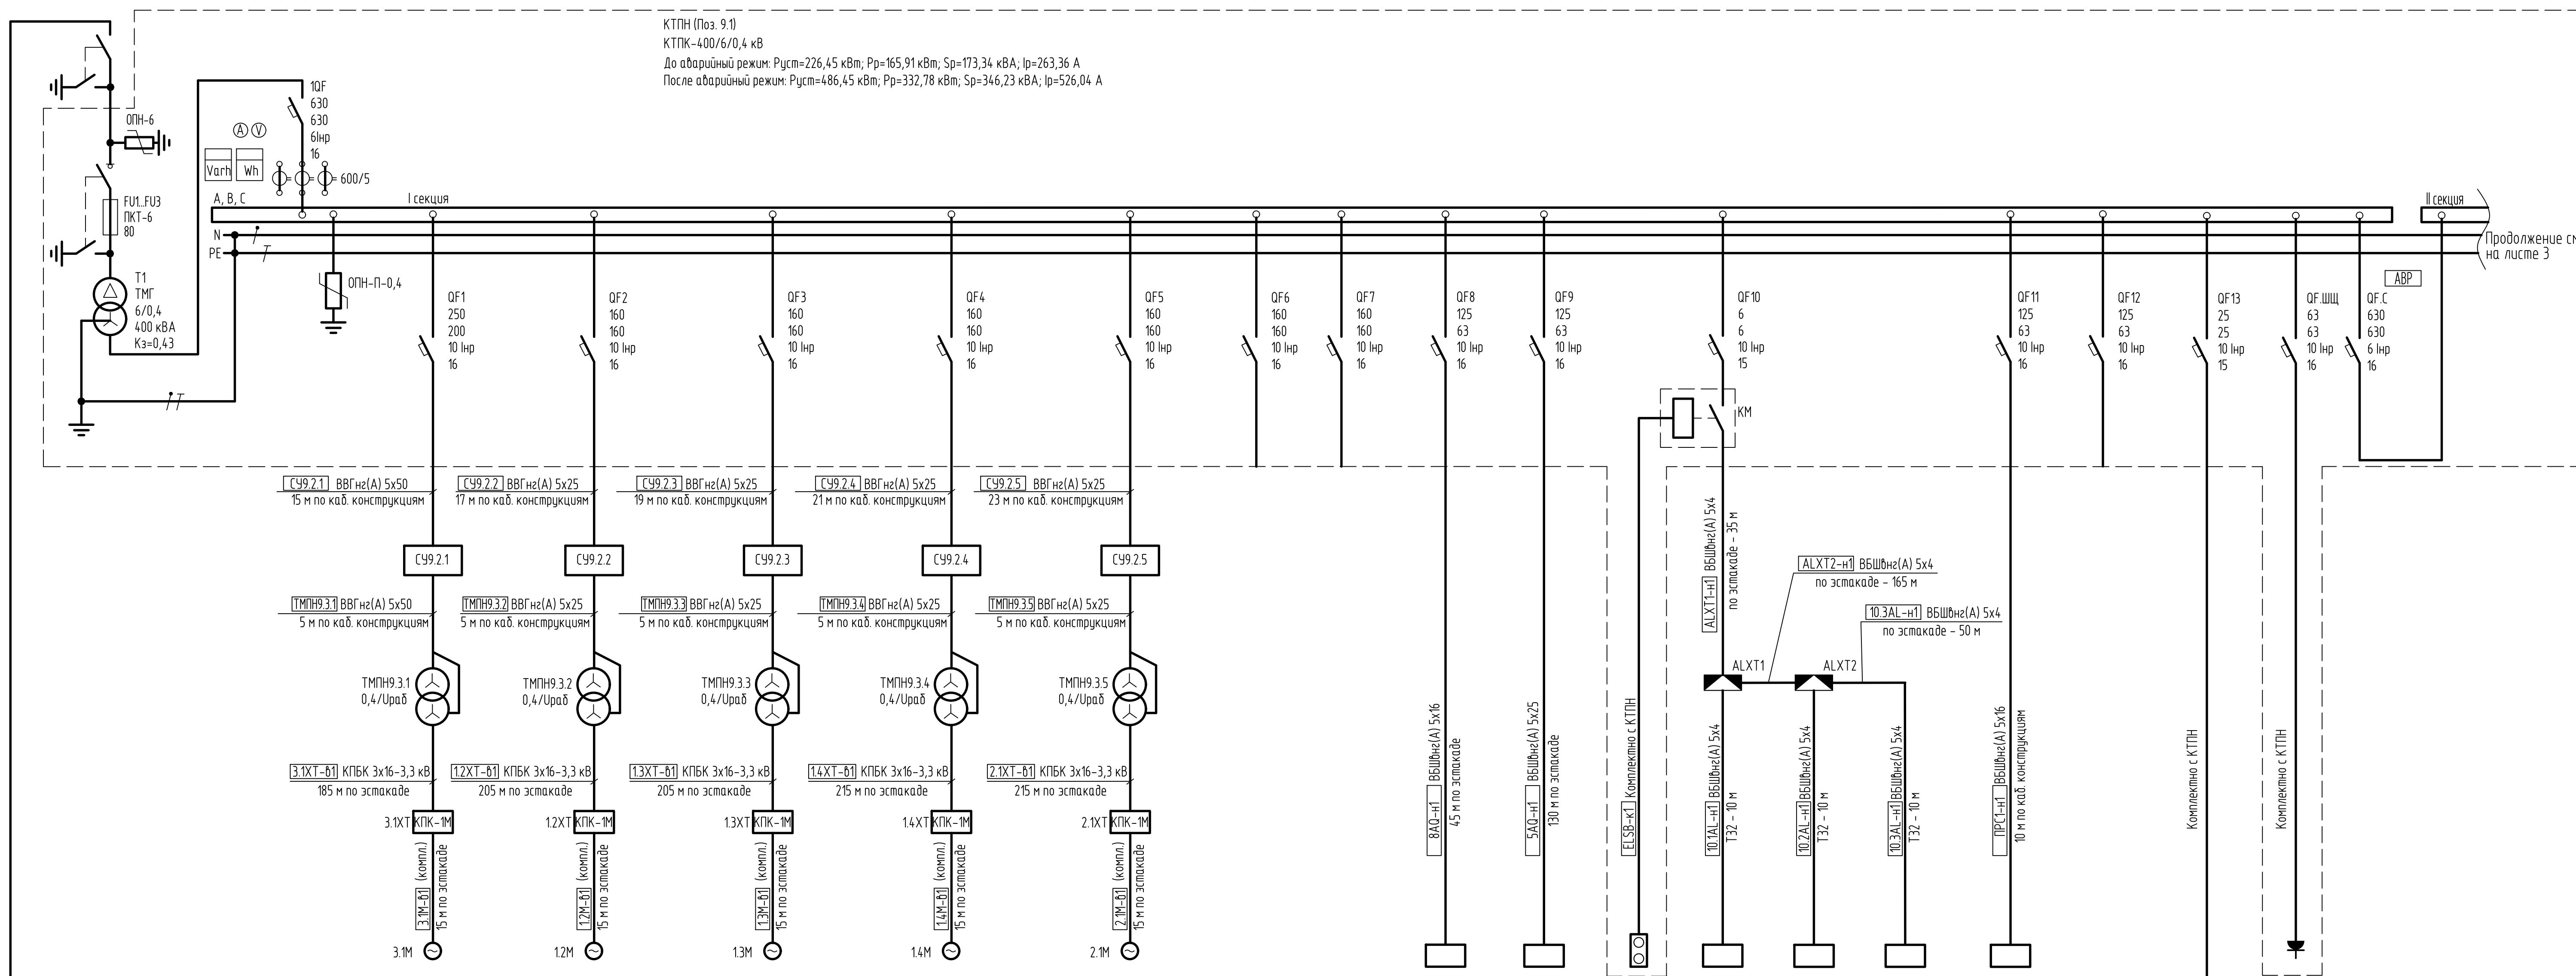 КТПН (Поз. 9.1)
КТПК-400/6/0,4 кВ
До аварийный режим: Руст=226,45 кВт; Рр=165,91 кВт; Sр=173,34 кВА; Iр=263,36 А
После аварийный режим: Руст=486,45 кВт; Рр=332,78 кВт; Sр=346,23 кВА; Iр=526,04 А
ОПН-6
FU1...FU3
ПКТ-6
80
Т1
ТМГ
6/0,4
400 кВА
Кз=0,43
1QF
630
630
6Iнр
16
A
V
Varh
Wh
600/5
А, В, С
I секция
II секция
N
PE
ОПН-П-0,4
Продолжение см
на листе 3
АВР
QF1
250
200
10 Iнр
16
QF2
160
160
10 Iнр
16
QF3
160
160
10 Iнр
16
QF4
160
160
10 Iнр
16
QF5
160
160
10 Iнр
16
QF6
160
160
10 Iнр
16
QF7
160
160
10 Iнр
16
QF8
125
63
10 Iнр
16
QF9
125
63
10 Iнр
16
QF10
6
6
10 Iнр
15
QF11
125
63
10 Iнр
16
QF12
125
63
10 Iнр
16
QF13
25
25
10 Iнр
15
QF.ШЩ
63
63
10 Iнр
16
QF.С
630
630
6 Iнр
16
КМ
СУ9.2.1 ВВГнг(А) 5х50
15 м по каб. конструкциям
СУ9.2.2 ВВГнг(А) 5х25
17 м по каб. конструкциям
СУ9.2.3 ВВГнг(А) 5х25
19 м по каб. конструкциям
СУ9.2.4 ВВГнг(А) 5х25
21 м по каб. конструкциям
СУ9.2.5 ВВГнг(А) 5х25
23 м по каб. конструкциям
СУ9.2.1
СУ9.2.2
СУ9.2.3
СУ9.2.4
СУ9.2.5
ТМПН9.3.1 ВВГнг(А) 5х50
5 м по каб. конструкциям
ТМПН9.3.2 ВВГнг(А) 5х25
5 м по каб. конструкциям
ТМПН9.3.3 ВВГнг(А) 5х25
5 м по каб. конструкциям
ТМПН9.3.4 ВВГнг(А) 5х25
5 м по каб. конструкциям
ТМПН9.3.5 ВВГнг(А) 5х25
5 м по каб. конструкциям
ТМПН9.3.1
0,4/Uраб
ТМПН9.3.2
0,4/Uраб
ТМПН9.3.3
0,4/Uраб
ТМПН9.3.4
0,4/Uраб
ТМПН9.3.5
0,4/Uраб
3.1ХТ-в1 КПБК 3х16-3,3 кВ
185 м по эстакаде
1.2ХТ-в1 КПБК 3х16-3,3 кВ
205 м по эстакаде
1.3ХТ-в1 КПБК 3х16-3,3 кВ
205 м по эстакаде
1.4ХТ-в1 КПБК 3х16-3,3 кВ
215 м по эстакаде
2.1ХТ-в1 КПБК 3х16-3,3 кВ
215 м по эстакаде
3.1ХТ КПК-1М
1.2ХТ КПК-1М
1.3ХТ КПК-1М
1.4ХТ КПК-1М
2.1ХТ КПК-1М
3.1М-в1 (компл.)
15 м по эстакаде
1.2М-в1 (компл.)
15 м по эстакаде
1.3М-в1 (компл.)
15 м по эстакаде
1.4М-в1 (компл.)
15 м по эстакаде
2.1М-в1 (компл.)
15 м по эстакаде
3.1М
1.2М
1.3М
1.4М
2.1М
8AQ-н1 ВБШвнг(А) 5х16
45 м по эстакаде
5AQ-н1 ВБШвнг(А) 5х25
130 м по эстакаде
ELSB-к1 Комплектно с КТПН
ALXT1-н1 ВБШвнг(А) 5х4
по эстакаде - 35 м
ALXT2-н1 ВБШвнг(А) 5х4
по эстакаде - 165 м
10.3AL-н1 ВБШвнг(А) 5х4
по эстакаде - 50 м
ALXT1
ALXT2
10.1AL-н1 ВБШвнг(А) 5х4
Т32 - 10 м
10.2AL-н1 ВБШвнг(А) 5х4
Т32 - 10 м
10.3AL-н1 ВБШвнг(А) 5х4
Т32 - 10 м
ПРС1-н1 ВБШвнг(А) 5х16
10 м по каб. конструкциям
Комплектно с КТПН
Комплектно с КТПН